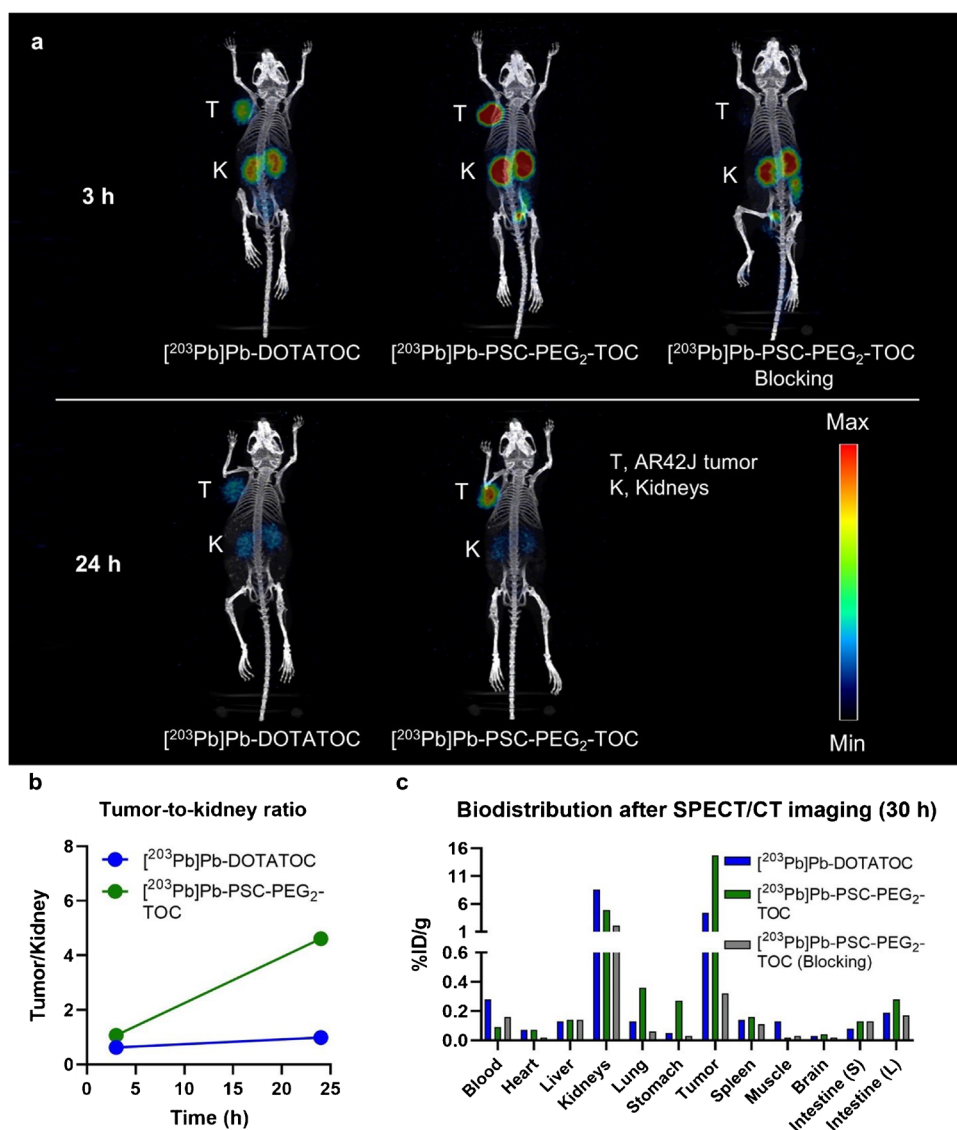 a
T
K
T
K
T
K
3 h
[²⁰³Pb]Pb-DOTATOC
[²⁰³Pb]Pb-PSC-PEG₂-TOC
[²⁰³Pb]Pb-PSC-PEG₂-TOC
Blocking
T
K
T
K
24 h
T, AR42J tumor
K, Kidneys
Max
Min
[²⁰³Pb]Pb-DOTATOC
[²⁰³Pb]Pb-PSC-PEG₂-TOC
b
Tumor-to-kidney ratio
[²⁰³Pb]Pb-DOTATOC
[²⁰³Pb]Pb-PSC-PEG₂-
TOC
Tumor/Kidney
8
6
4
2
0
0 5 10 15 20 25
Time (h)
c
Biodistribution after SPECT/CT imaging (30 h)
[²⁰³Pb]Pb-DOTATOC
[²⁰³Pb]Pb-PSC-PEG₂-
TOC
[²⁰³Pb]Pb-PSC-PEG₂-
TOC (Blocking)
%ID/g
16
11
6
1
0.6
0.4
0.2
0.0
Blood
Heart
Liver
Kidneys
Lung
Stomach
Tumor
Spleen
Muscle
Brain
Intestine (S)
Intestine (L)